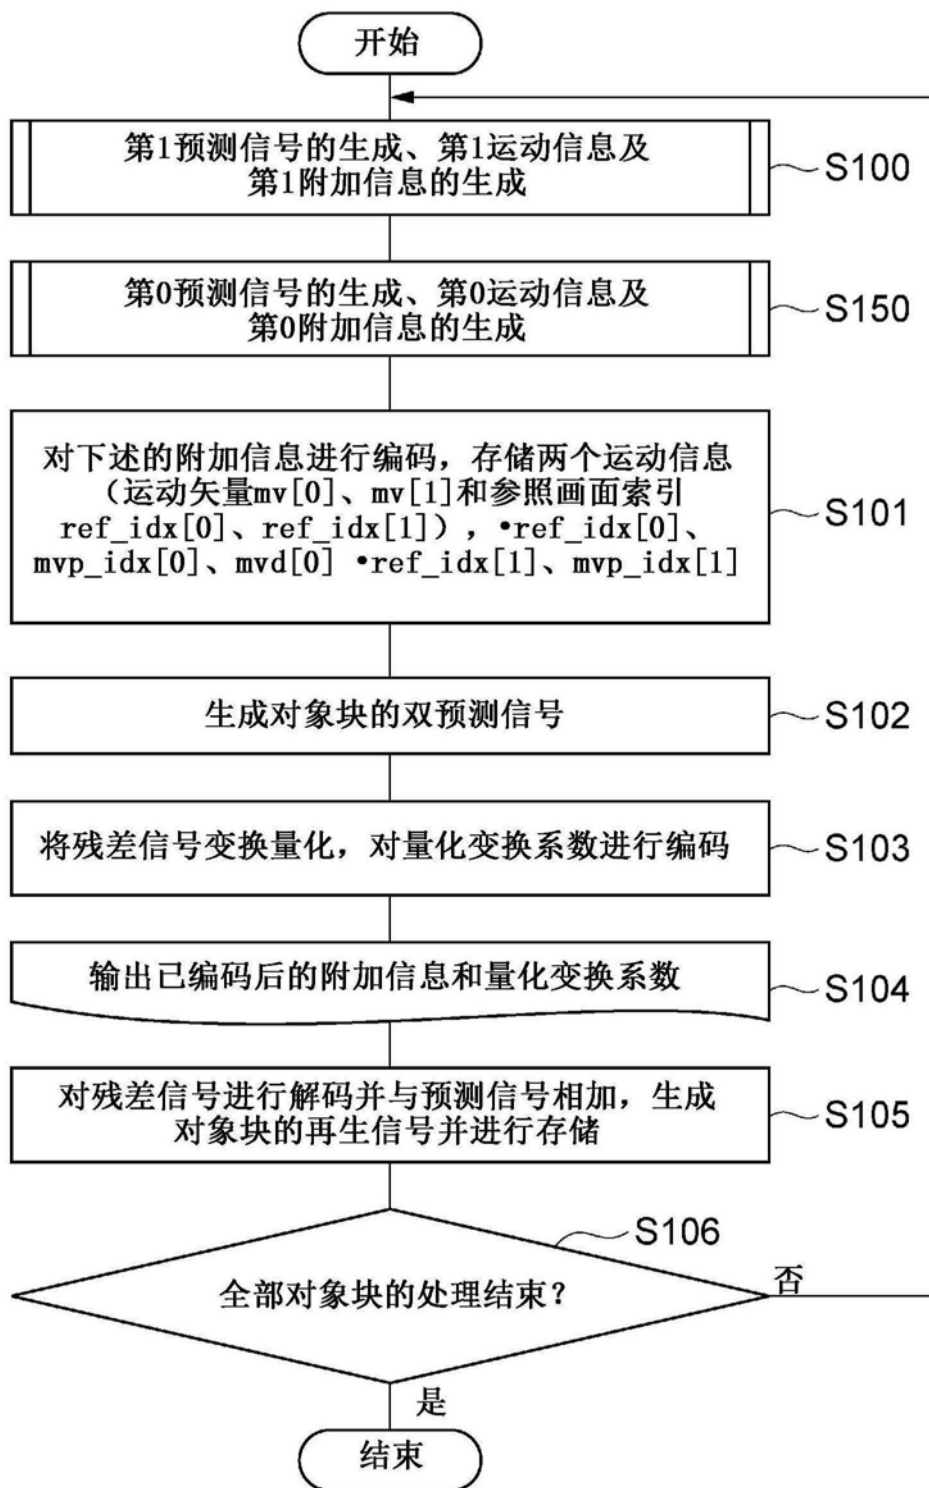 开始
第1预测信号的生成、第1运动信息及
第1附加信息的生成
S100
第0预测信号的生成、第0运动信息及
第0附加信息的生成
S150
对下述的附加信息进行编码，存储两个运动信息
（运动矢量mv[0]、mv[1]和参照画面索引
ref_idx[0]、ref_idx[1]），•ref_idx[0]、
mvp_idx[0]、mvd[0] •ref_idx[1]、mvp_idx[1]
S101
生成对象块的双预测信号
S102
将残差信号变换量化，对量化变换系数进行编码
S103
输出已编码后的附加信息和量化变换系数
S104
对残差信号进行解码并与预测信号相加，生成
对象块的再生信号并进行存储
S105
S106
全部对象块的处理结束？
否
是
结束